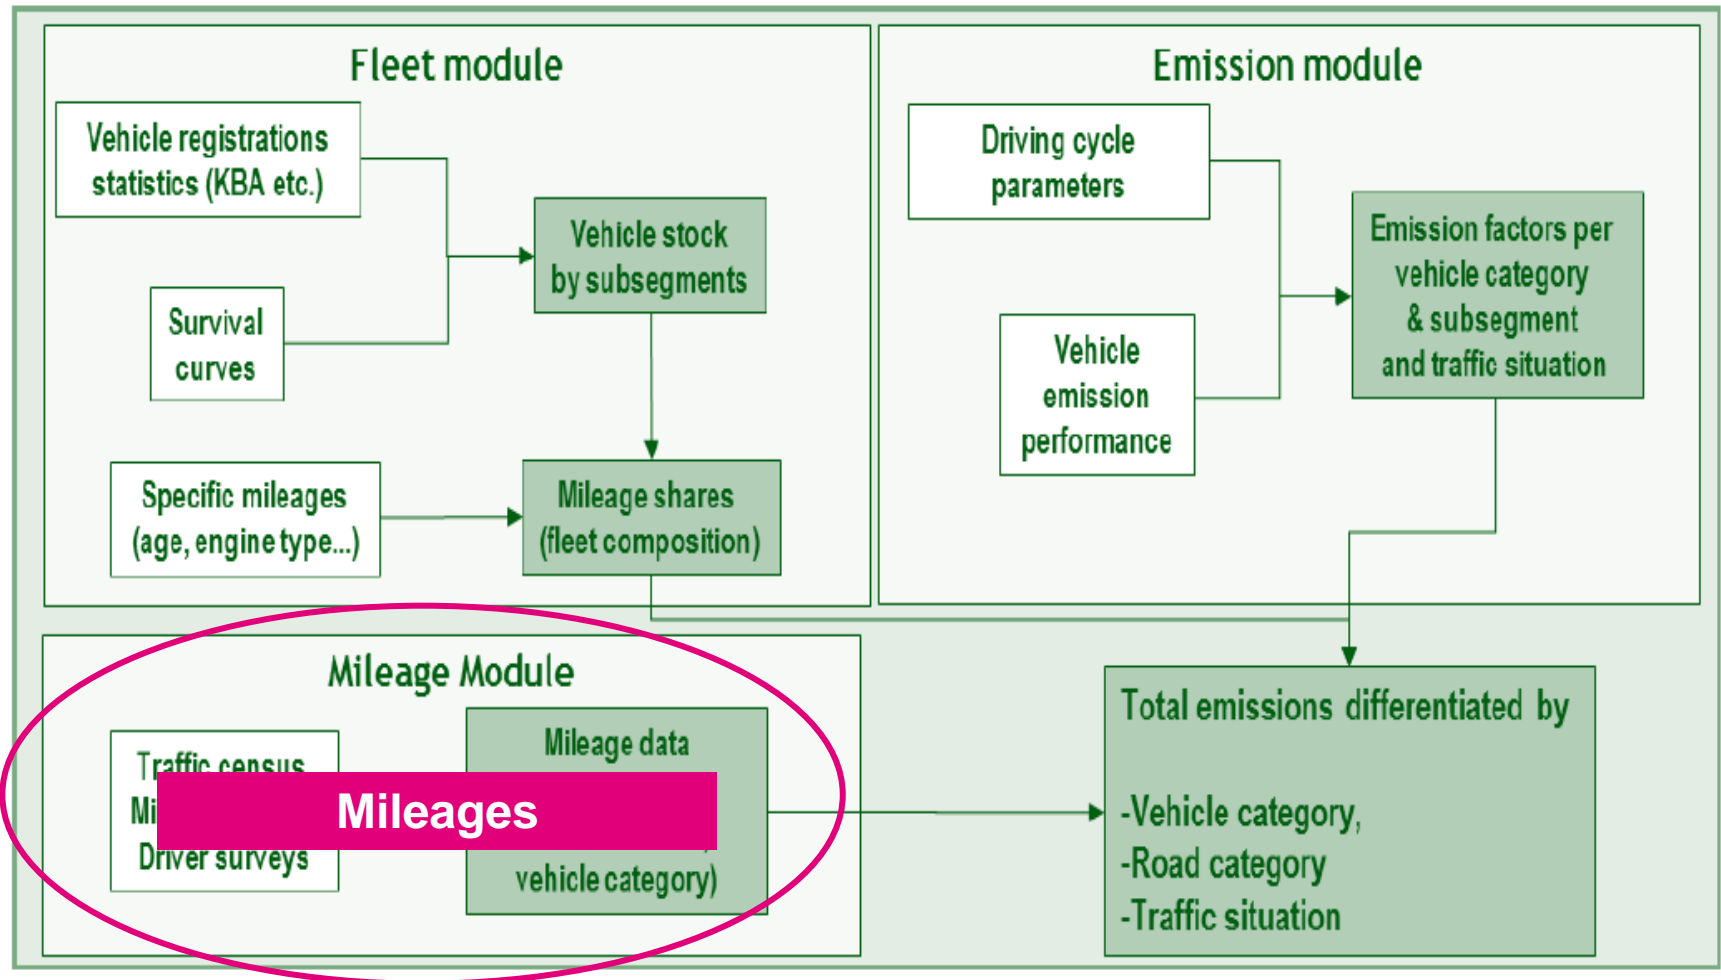 Fleet module
Vehicle registrations
statistics (KBA etc.)
Survival
curves
Vehicle stock
by subsegments
Specific mileages
(age, engine type...)
Mileage shares
(fleet composition)
Emission module
Driving cycle
parameters
Vehicle
emission
performance
Emission factors per
vehicle category
& subsegment
and traffic situation
Mileage Module
Traffic census
Driver surveys
Mileage data
vehicle category)
Mileages
Total emissions differentiated by
-Vehicle category,
-Road category
-Traffic situation